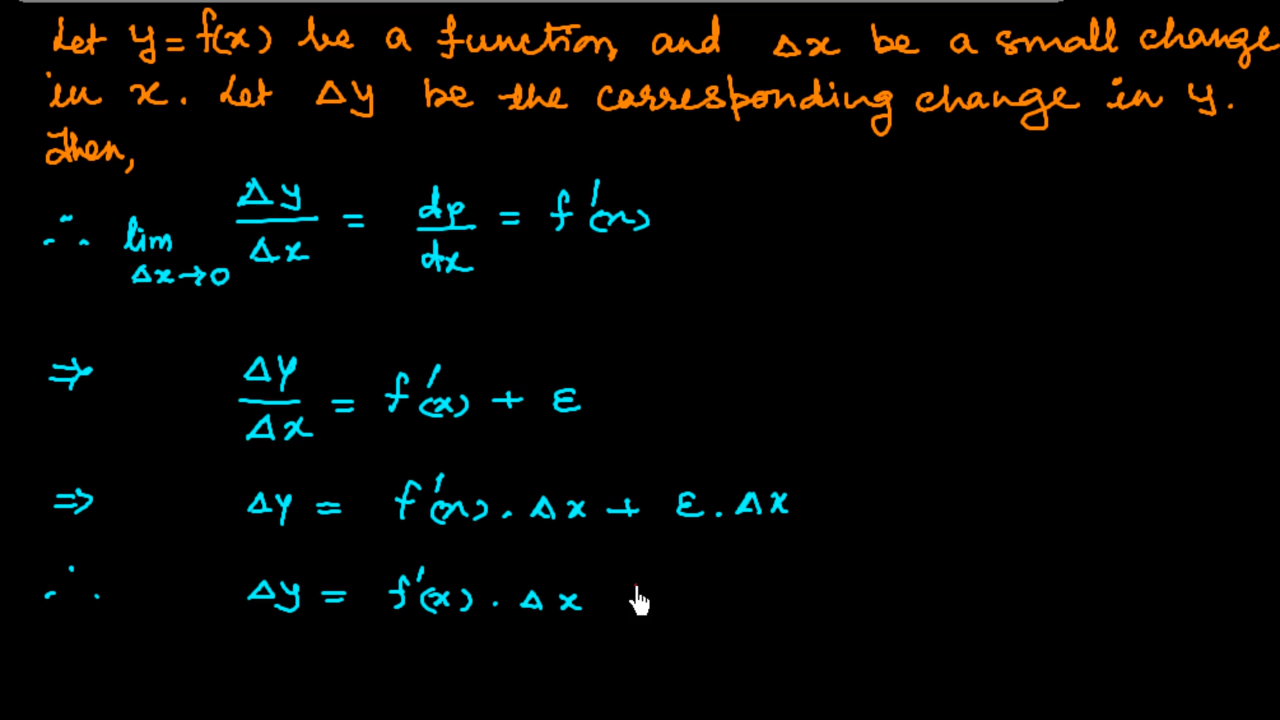 Let y = f(x) be a function, and Δx be a small change
in x. Let Δy be the carresponding change in y.
Then,
∴ lim Δx→0 Δy/Δx = dy/dx = f'(x)
⇒ Δy/Δx = f'(x) + ε
⇒ Δy = f'(x) . Δx + ε . Δx
∴ Δy = f'(x) . Δx